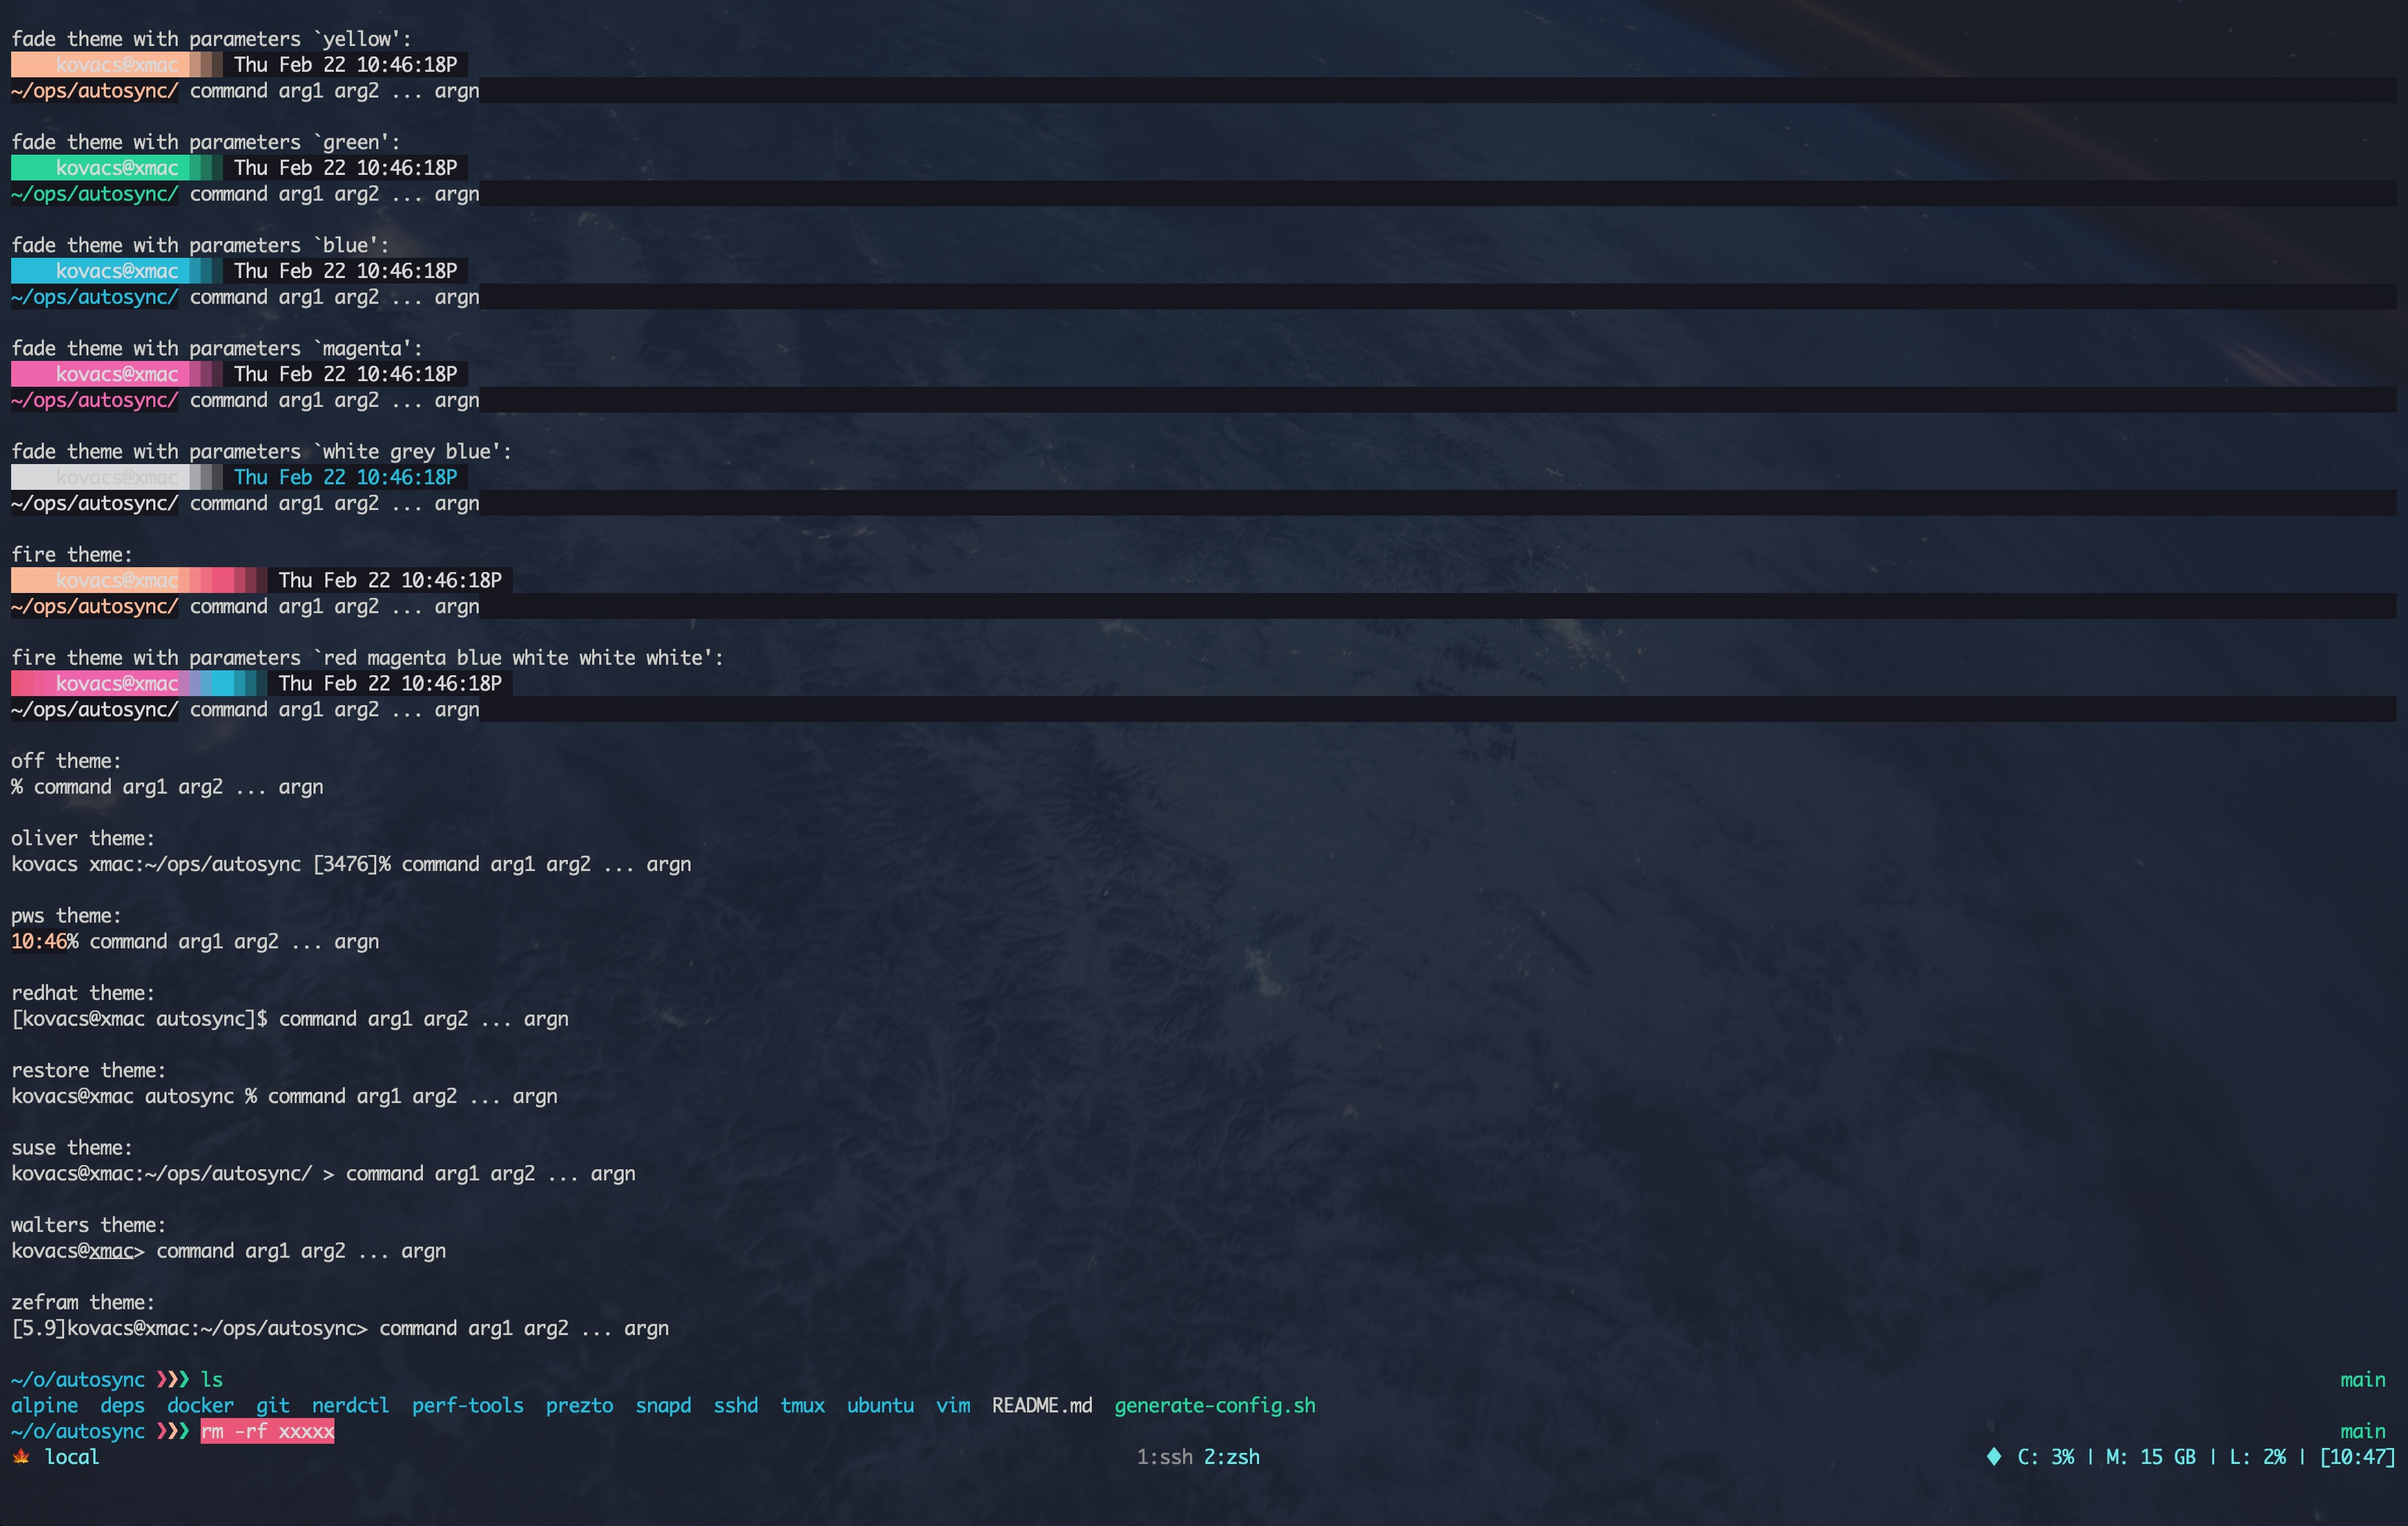 fade theme with parameters `yellow':
kovacs@xmac Thu Feb 22 10:46:18P
~/ops/autosync/ command arg1 arg2 ... argn
fade theme with parameters `green':
kovacs@xmac Thu Feb 22 10:46:18P
~/ops/autosync/ command arg1 arg2 ... argn
fade theme with parameters `blue':
kovacs@xmac Thu Feb 22 10:46:18P
~/ops/autosync/ command arg1 arg2 ... argn
fade theme with parameters `magenta':
kovacs@xmac Thu Feb 22 10:46:18P
~/ops/autosync/ command arg1 arg2 ... argn
fade theme with parameters `white grey blue':
kovacs@xmac Thu Feb 22 10:46:18P
~/ops/autosync/ command arg1 arg2 ... argn
fire theme:
kovacs@xmac Thu Feb 22 10:46:18P
~/ops/autosync/ command arg1 arg2 ... argn
fire theme with parameters `red magenta blue white white white':
kovacs@xmac Thu Feb 22 10:46:18P
~/ops/autosync/ command arg1 arg2 ... argn
off theme:
% command arg1 arg2 ... argn
oliver theme:
kovacs xmac:~/ops/autosync [3476]% command arg1 arg2 ... argn
pws theme:
10:46% command arg1 arg2 ... argn
redhat theme:
[kovacs@xmac autosync]$ command arg1 arg2 ... argn
restore theme:
kovacs@xmac autosync % command arg1 arg2 ... argn
suse theme:
kovacs@xmac:~/ops/autosync/ > command arg1 arg2 ... argn
walters theme:
kovacs@xmac> command arg1 arg2 ... argn
zefram theme:
[5.9]kovacs@xmac:~/ops/autosync> command arg1 arg2 ... argn
~/o/autosync ❯❯❯ ls main
alpine deps docker git nerdctl perf-tools prezto snapd sshd tmux ubuntu vim README.md generate-config.sh
~/o/autosync ❯❯❯ rm -rf xxxxx main
🍁 local 1:ssh 2:zsh ♦ C: 3% | M: 15 GB | L: 2% | [10:47]